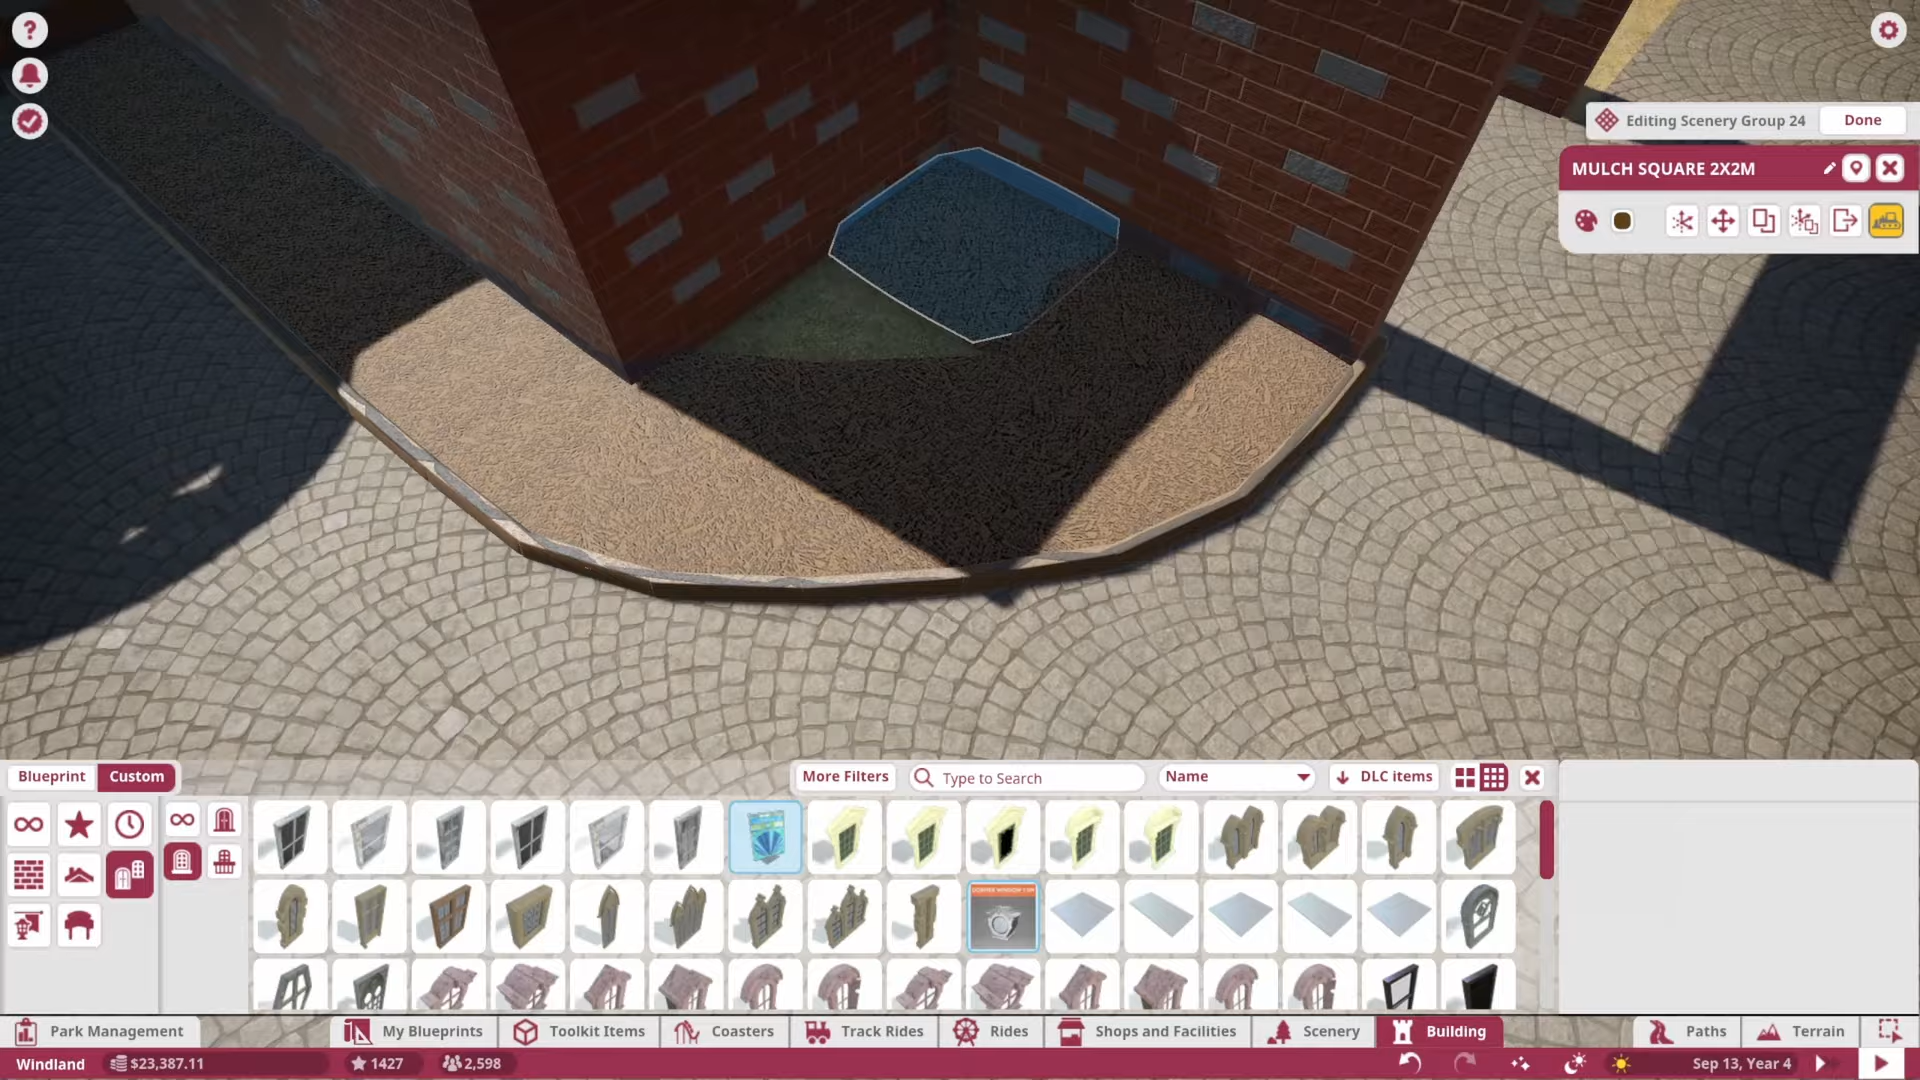 ?
Editing Scenery Group 24
Done
MULCH SQUARE 2X2M
Blueprint
Custom
More Filters
Type to Search
Name
DLC items
Park Management
My Blueprints
Toolkit Items
Coasters
Track Rides
Rides
Shops and Facilities
Scenery
Building
Paths
Terrain
Windland
$23,387.11
1427
2,598
Sep 13, Year 4